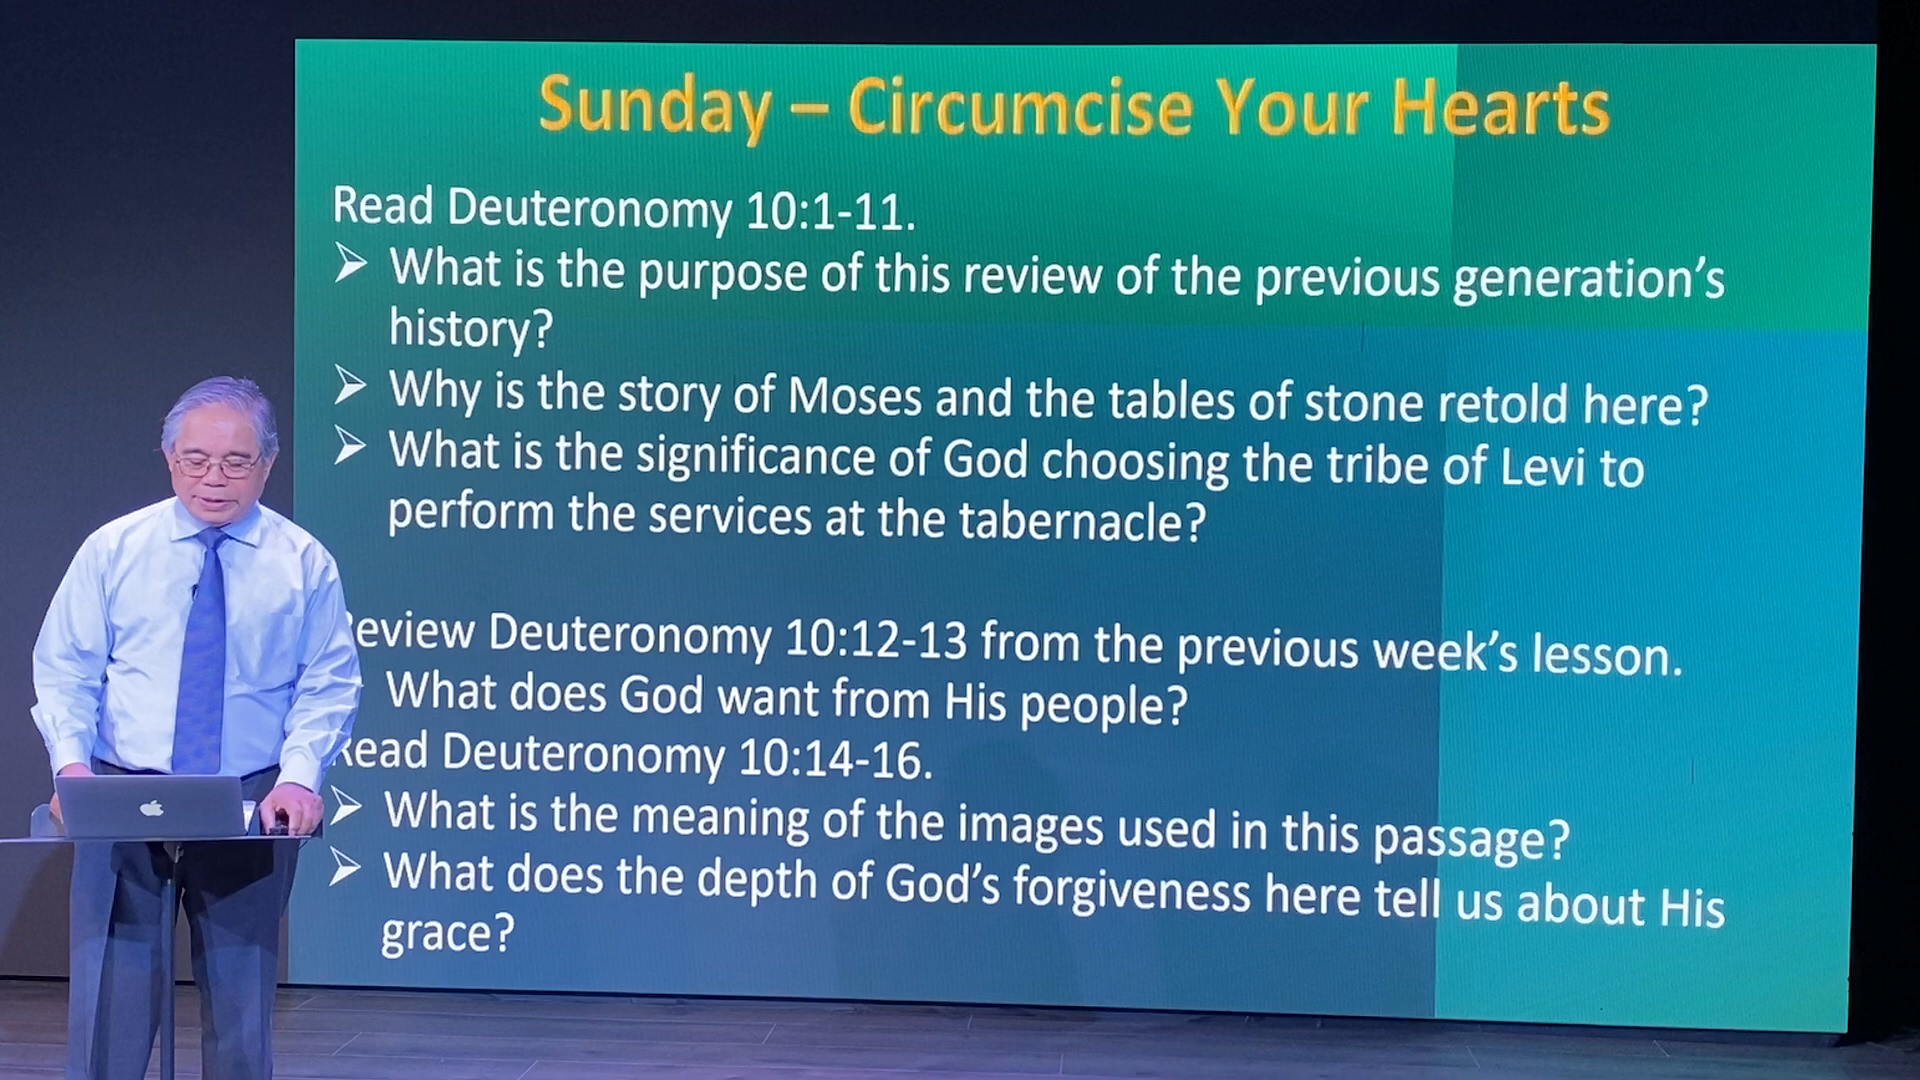 Sunday – Circumcise Your Hearts
Read Deuteronomy 10:1-11.
➢ What is the purpose of this review of the previous generation’s
history?
➢ Why is the story of Moses and the tables of stone retold here?
➢ What is the significance of God choosing the tribe of Levi to
perform the services at the tabernacle?
eview Deuteronomy 10:12-13 from the previous week’s lesson.
What does God want from His people?
Read Deuteronomy 10:14-16.
➢ What is the meaning of the images used in this passage?
➢ What does the depth of God’s forgiveness here tell us about His
grace?